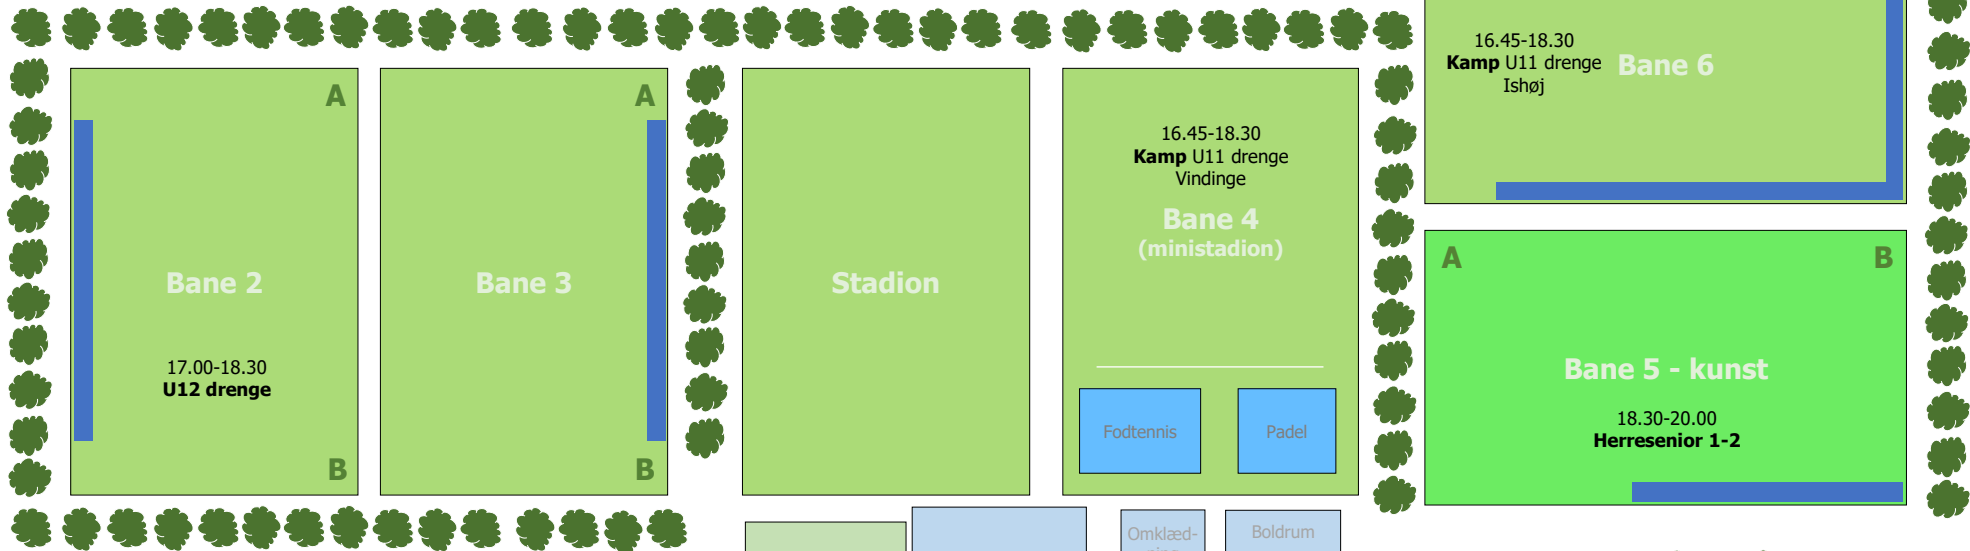 A
Bane 2
17.00-18.30
U12 drenge
B
A
Bane 3
B
Stadion
16.45-18.30
Kamp U11 drenge
Vindinge
Bane 4
(ministadion)
Fodtennis
Padel
16.45-18.30
Kamp U11 drenge
Ishøj
Bane 6
A
B
Bane 5 - kunst
18.30-20.00
Herresenior 1-2
Omklæd-
Boldrum